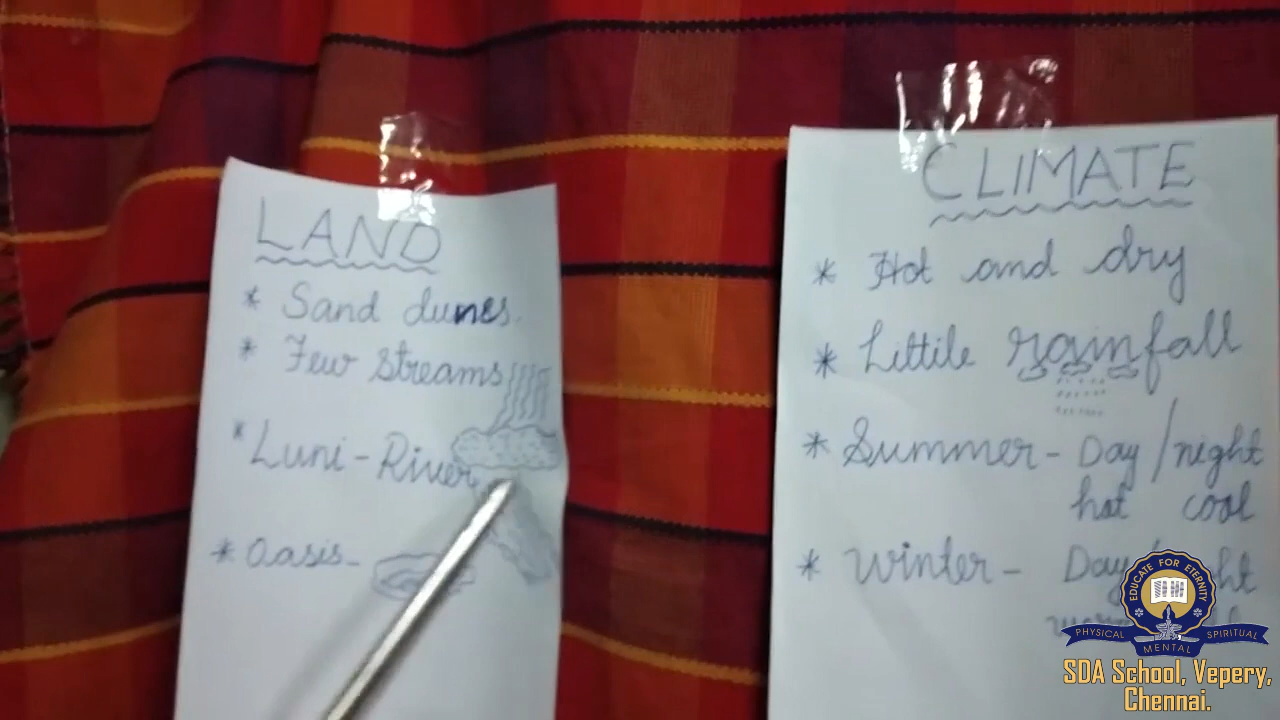 LAND
* Sand dunes.
* Few streams
* Luni-River
* Oasis-
CLIMATE
* Hot and dry
* Littile rainfall
* Summer- Day/night
hot cool
* Winter- Day/
EDUCATE FOR ETERNITY
PHYSICAL MENTAL SPIRITUAL
SDA School, Vepery,
Chennai.